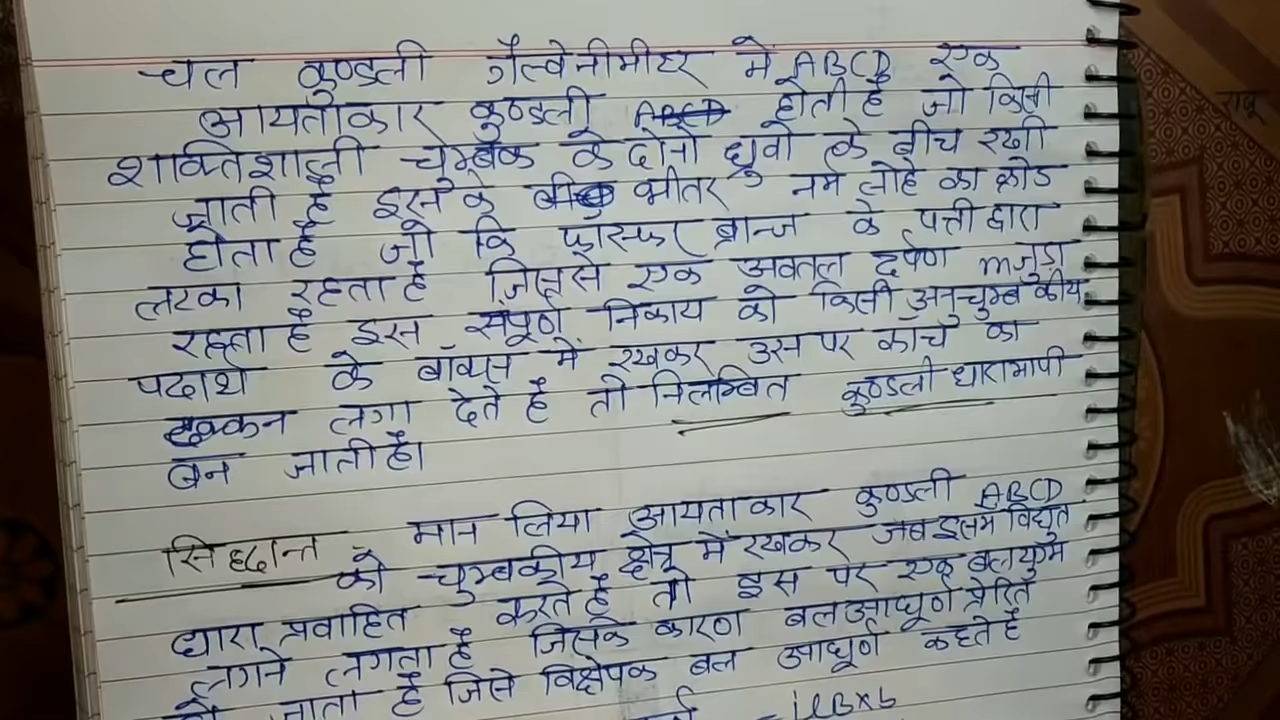 चल कुण्डली गैल्वेनीमीटर में ABCD एक
आयताकार कुण्डली ABCD होती है जो किसी
शक्तिशाली चुम्बक के दोनो ध्रुवो के बीच रखी
जाती है इसके भीतर नर्म लोहे का क्रोड
होता है जो कि फॉस्फर ब्रान्ज के पत्ती द्वारा
लटका रहता है जिससे एक अवतल दर्पण m जुड़ा
रहता है इस संपूर्ण निकाय को किसी अनुचुम्बकीय
पदार्थ के बॉक्स में रखकर उस पर काँच का
ढक्कन लगा देते है तो निलम्बित कुण्डली धारामापी
बन जाती है।
सिद्धान्त - मान लिया आयताकार कुण्डली ABCD
को चुम्बकीय क्षेत्र में रखकर जब इसमे विद्युत
धारा प्रवाहित करते है तो इस पर एक बलयुग्म
लगने लगता है जिसके कारण बलआघूर्ण प्रेरित
जाता है जिसे विक्षेपक बल आघूर्ण कहते है
= ilB×b